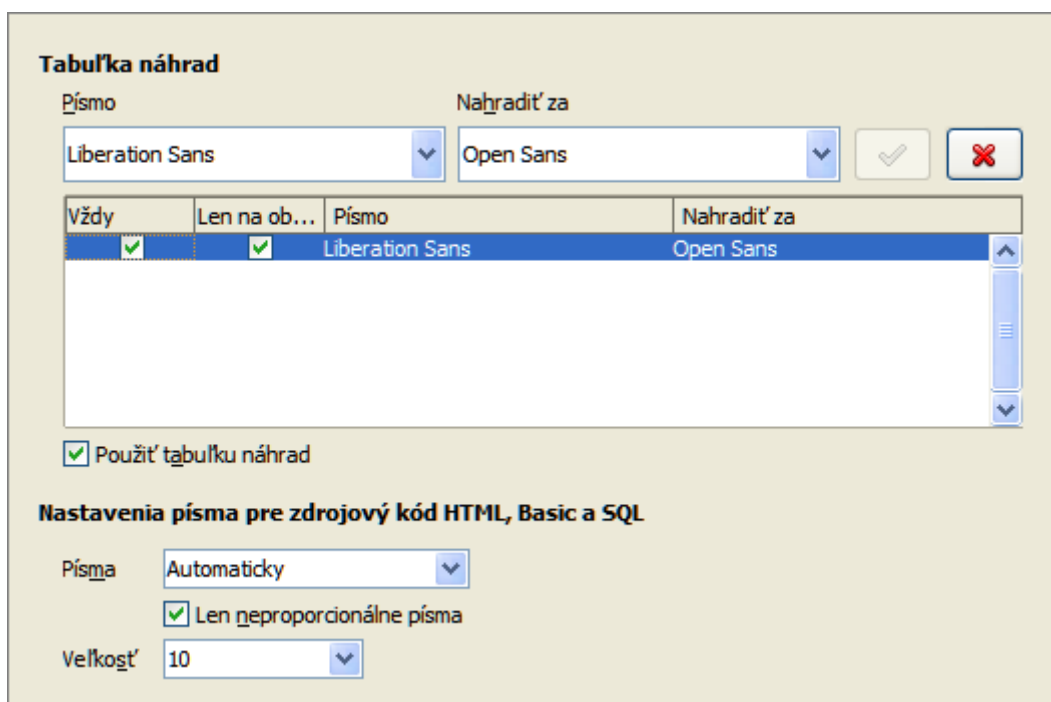 Tabuľka náhrad
Písmo Nahradiť za
Liberation Sans Open Sans
Vždy Len na ob... Písmo Nahradiť za
Liberation Sans Open Sans
Použiť tabuľku náhrad
Nastavenia písma pre zdrojový kód HTML, Basic a SQL
Písma Automaticky
Len neproporcionálne písma
Veľkosť 10